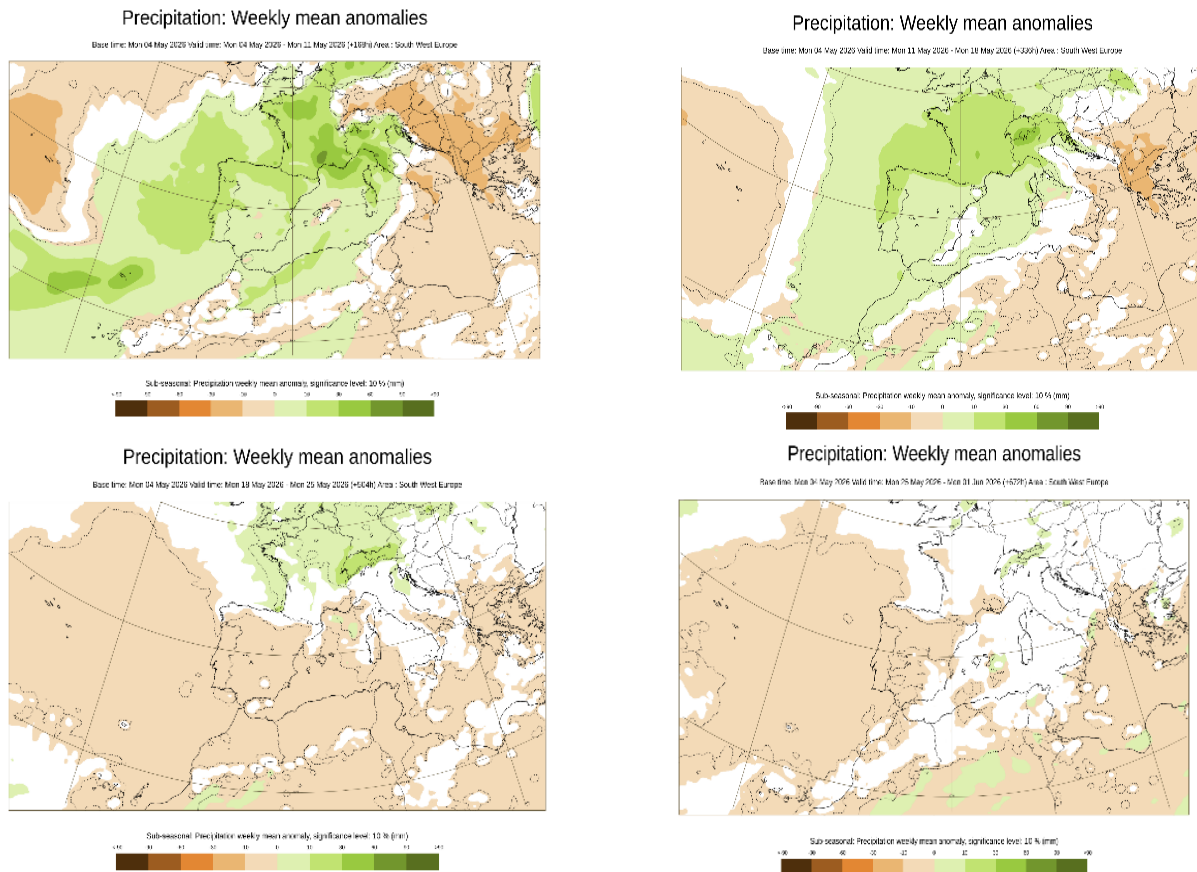 Precipitation: Weekly mean anomalies
Base time: Mon 04 May 2026 Valid time: Mon 04 May 2026 - Mon 11 May 2026 (+168h) Area : South West Europe
Sub-seasonal: Precipitation weekly mean anomaly, significance level: 10 % (mm)
Precipitation: Weekly mean anomalies
Base time: Mon 04 May 2026 Valid time: Mon 11 May 2026 - Mon 18 May 2026 (+336h) Area : South West Europe
Sub-seasonal: Precipitation weekly mean anomaly, significance level: 10 % (mm)
Precipitation: Weekly mean anomalies
Base time: Mon 04 May 2026 Valid time: Mon 18 May 2026 - Mon 25 May 2026 (+504h) Area : South West Europe
Sub-seasonal: Precipitation weekly mean anomaly, significance level: 10 % (mm)
Precipitation: Weekly mean anomalies
Base time: Mon 04 May 2026 Valid time: Mon 25 May 2026 - Mon 01 Jun 2026 (+672h) Area : South West Europe
Sub-seasonal: Precipitation weekly mean anomaly, significance level: 10 % (mm)